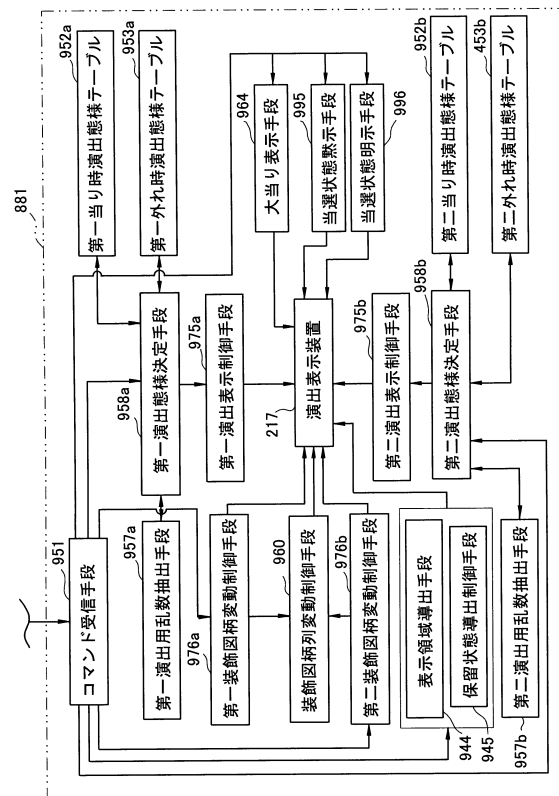 881
951
コマンド受信手段
957a
第一演出用乱数抽出手段
958a
第一演出態様決定手段
952a
第一当り時演出態様テーブル
953a
第一外れ時演出態様テーブル
976a
第一装飾図柄変動制御手段
975a
第一演出表示制御手段
964
大当り表示手段
960
装飾図柄列変動制御手段
217
演出表示装置
995
当選状態黙示手段
996
当選状態明示手段
976b
第二装飾図柄変動制御手段
975b
第二演出表示制御手段
944
表示領域導出手段
945
保留状態導出制御手段
958b
第二演出態様決定手段
952b
第二当り時演出態様テーブル
453b
第二外れ時演出態様テーブル
957b
第二演出用乱数抽出手段